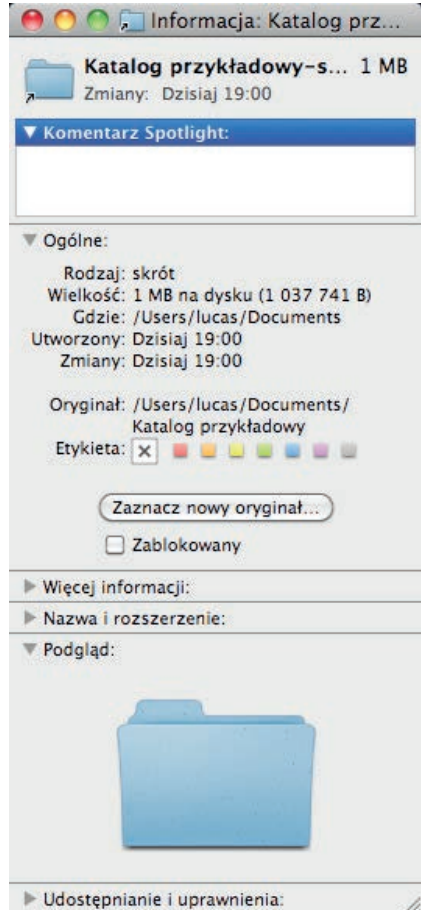 Informacja: Katalog prz...
Katalog przykładowy-s... 1 MB
Zmiany: Dzisiaj 19:00
Komentarz Spotlight:
Ogólne:
Rodzaj: skrót
Wielkość: 1 MB na dysku (1 037 741 B)
Gdzie: /Users/lucas/Documents
Utworzony: Dzisiaj 19:00
Zmiany: Dzisiaj 19:00
Oryginał: /Users/lucas/Documents/
Katalog przykładowy
Etykieta:
Zaznacz nowy oryginał...
Zablokowany
Więcej informacji:
Nazwa i rozszerzenie:
Podgląd:
Udostępnianie i uprawnienia: